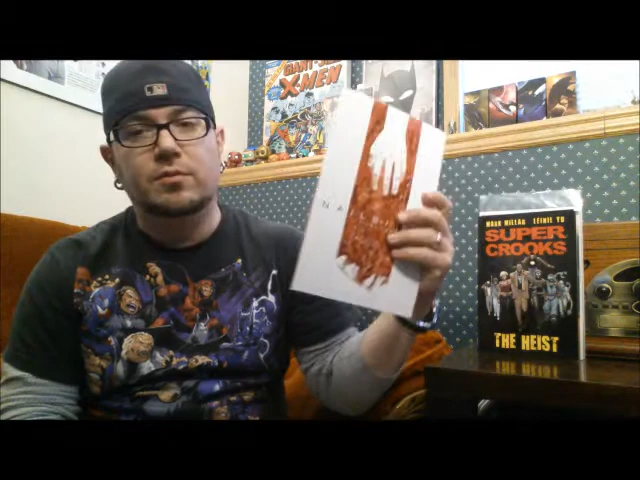 GIANT-SIZE
X-MEN
N A
MARK MILLAR LEINIL YU
SUPER
CROOKS
THE HEIST